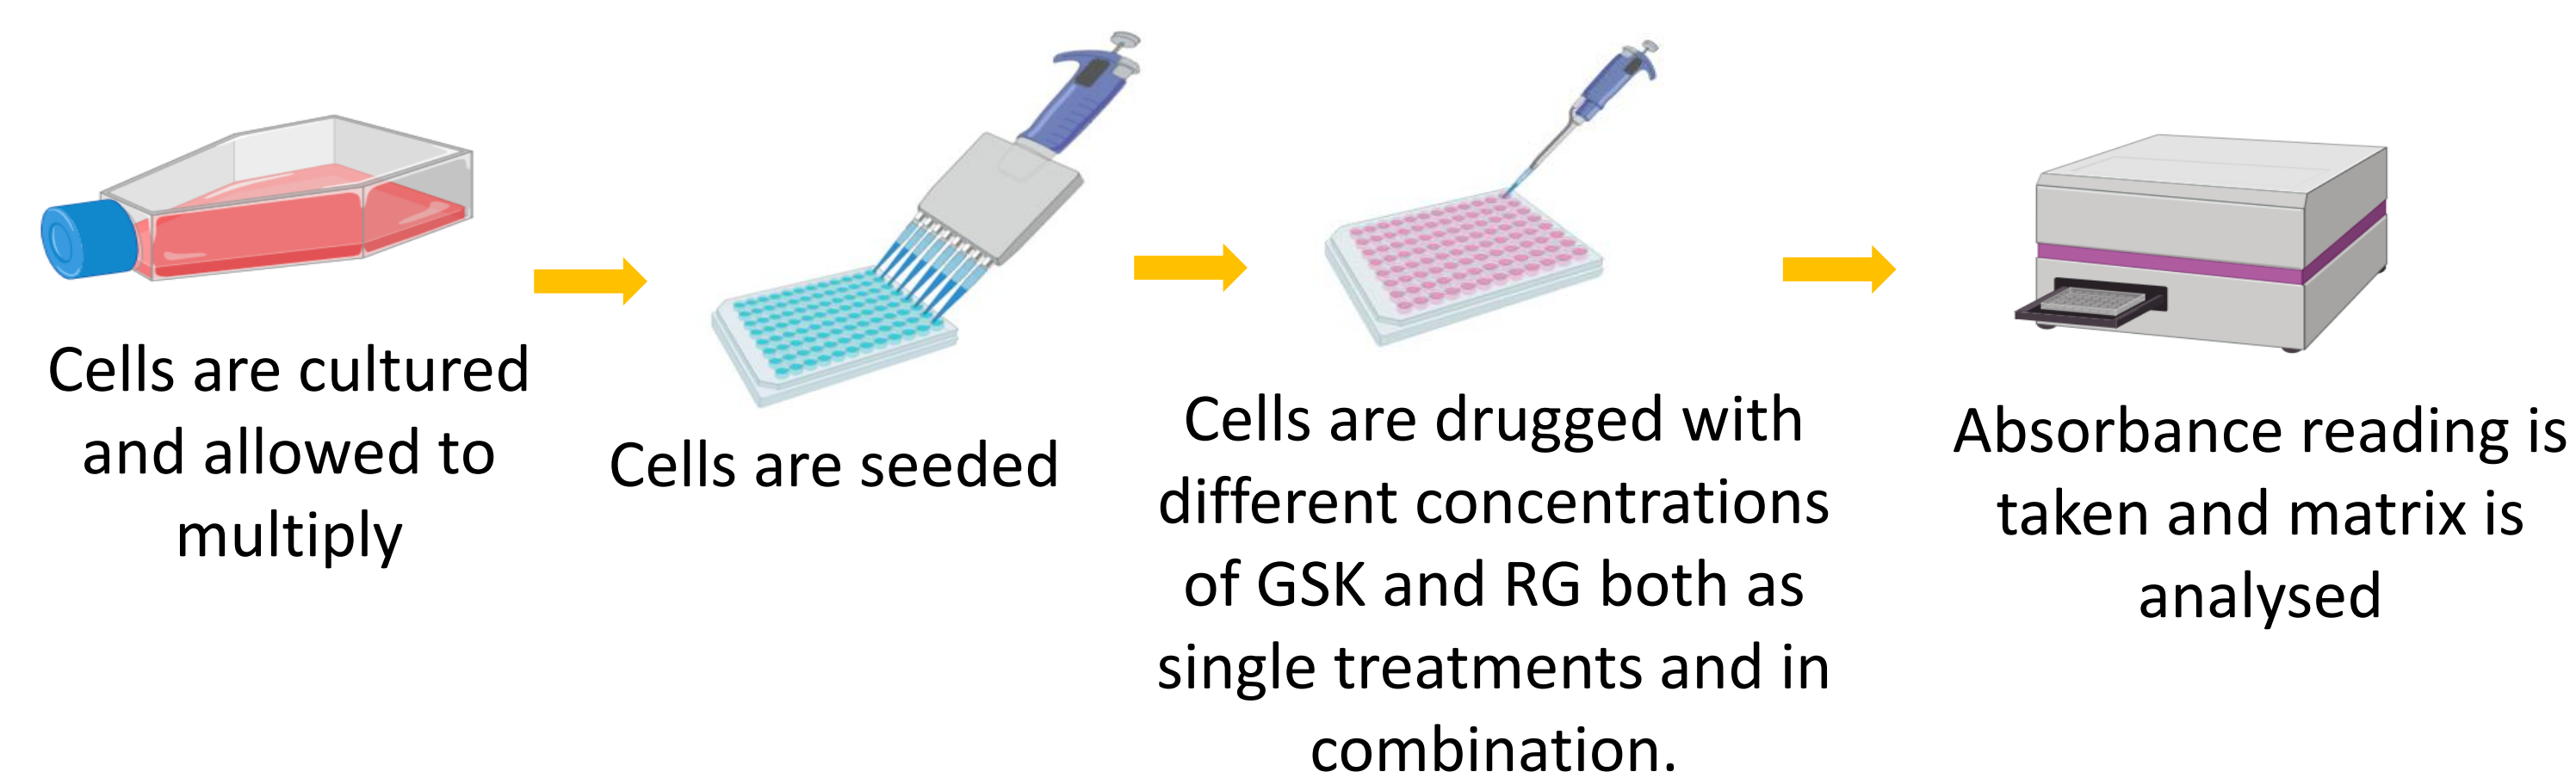 Cells are cultured
and allowed to
multiply
Cells are seeded
Cells are drugged with
different concentrations
of GSK and RG both as
single treatments and in
combination.
Absorbance reading is
taken and matrix is
analysed